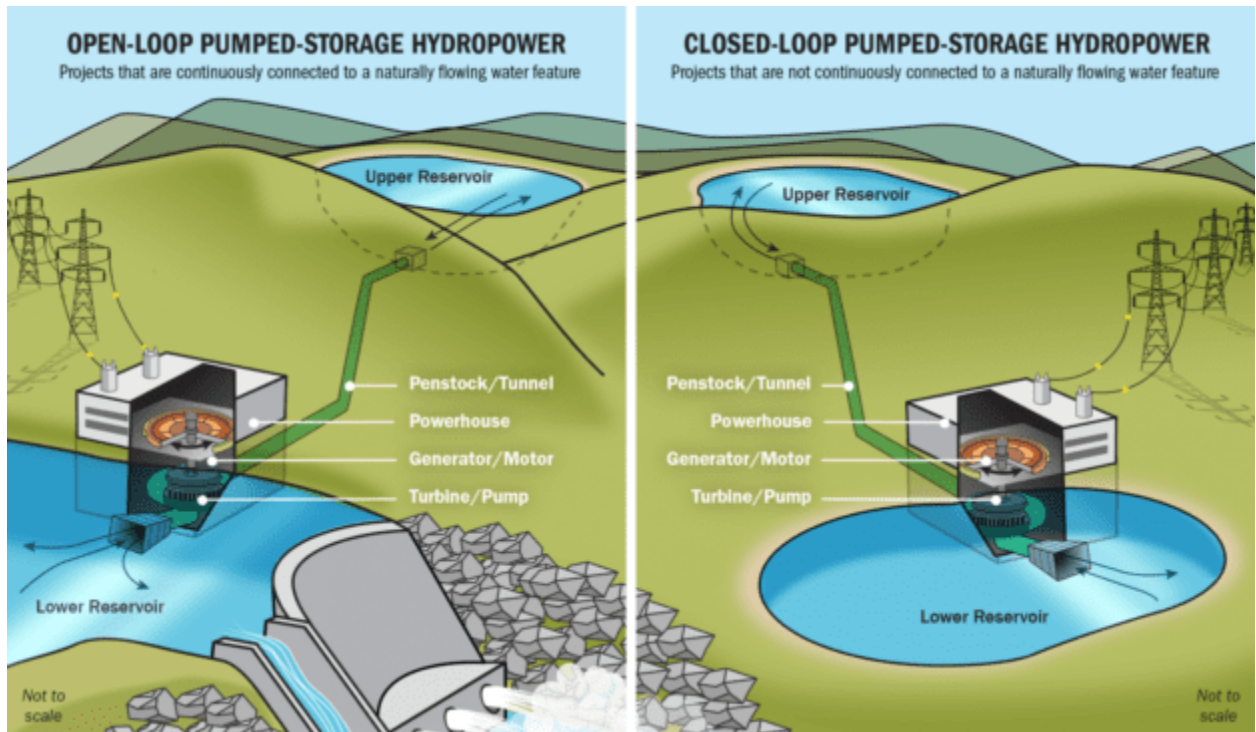 OPEN-LOOP PUMPED-STORAGE HYDROPOWER
Projects that are continuously connected to a naturally flowing water feature
Upper Reservoir
Penstock/Tunnel
Powerhouse
Generator/Motor
Turbine/Pump
Lower Reservoir
Not to
scale
CLOSED-LOOP PUMPED-STORAGE HYDROPOWER
Projects that are not continuously connected to a naturally flowing water feature
Upper Reservoir
Penstock/Tunnel
Powerhouse
Generator/Motor
Turbine/Pump
Lower Reservoir
Not to
scale